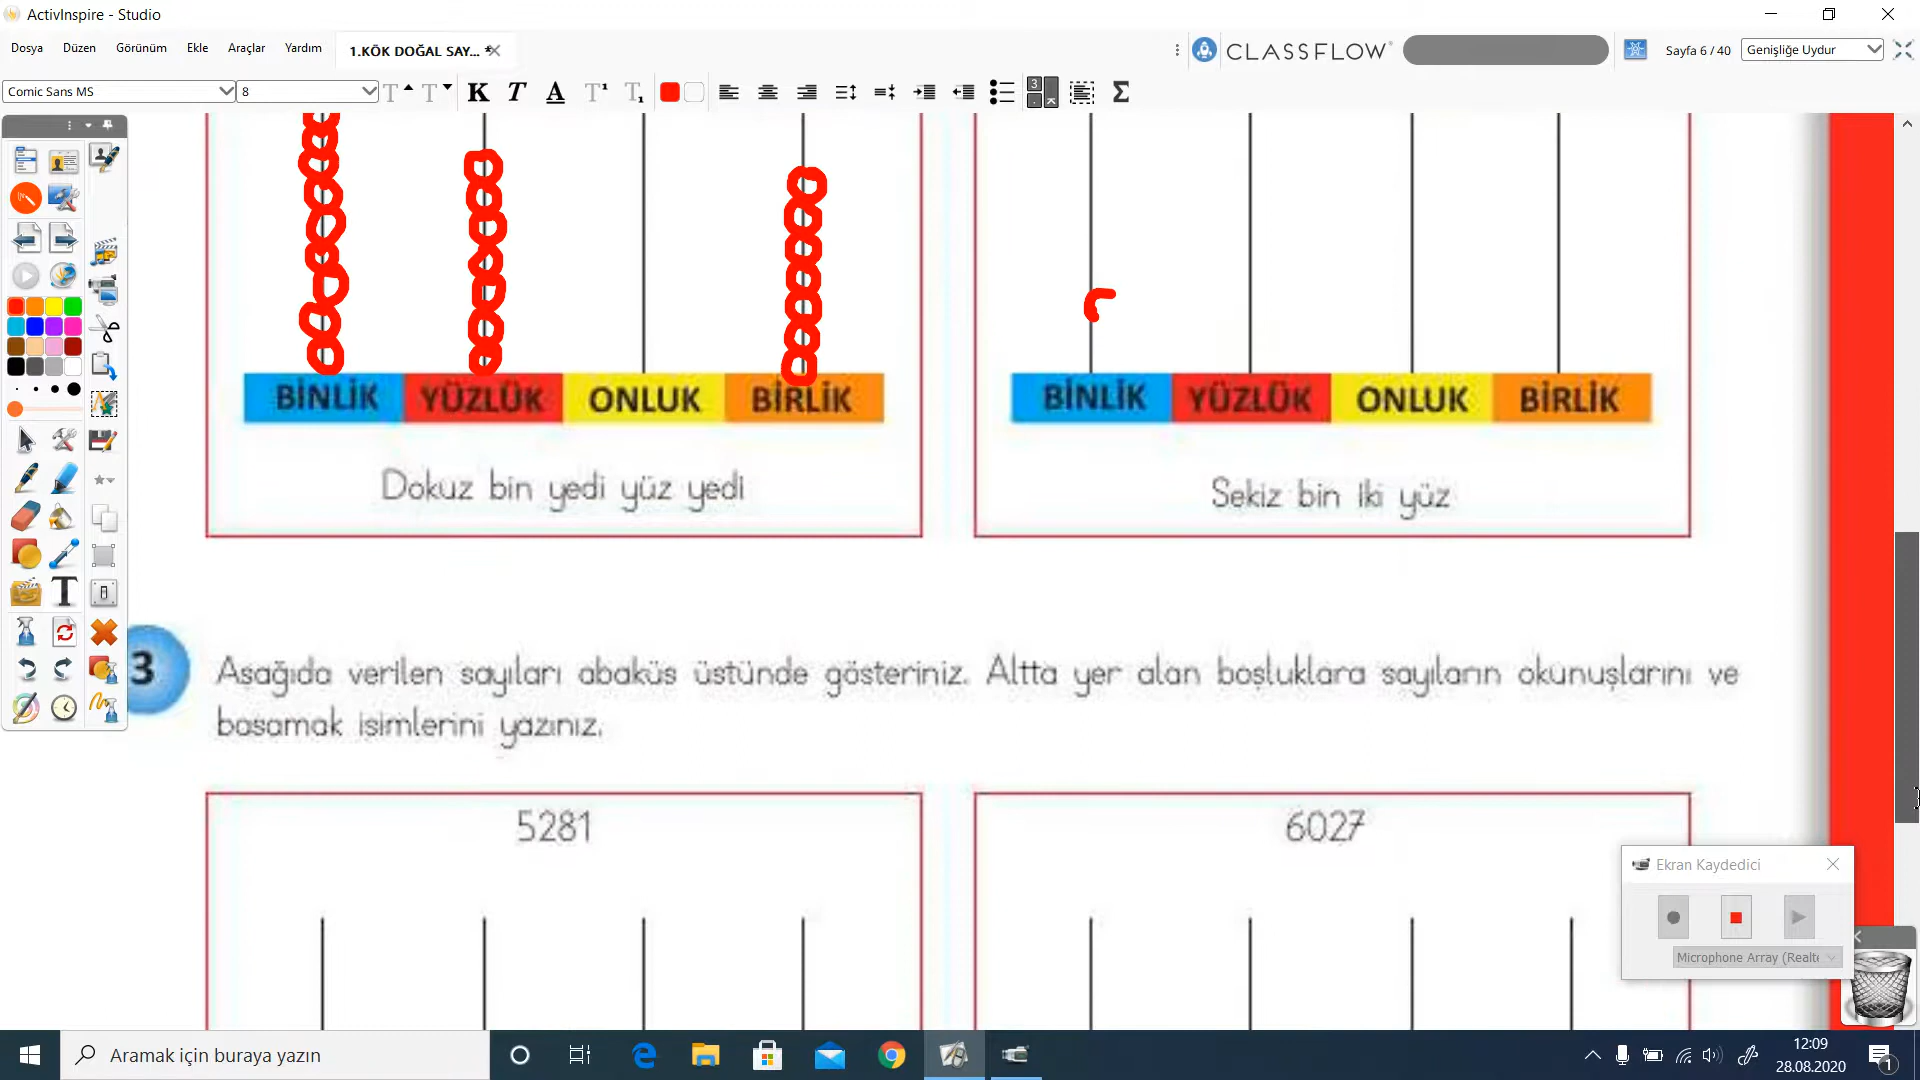 ActivInspire - Studio
Dosya Düzen Görünüm Ekle Araçlar Yardım 1.KÖK DOĞAL SAY... *
CLASSFLOW
Sayfa 6 / 40 Genişliğe Uydur
Comic Sans MS 8
BİNLİK YÜZLÜK ONLUK BİRLİK
Dokuz bin yedi yüz yedi
BİNLİK YÜZLÜK ONLUK BİRLİK
Sekiz bin iki yüz
3
Asağıda verilen sayıları abaküs üstünde gösteriniz. Altta yer alan boşluklara sayıların okunuşlarını ve
basamak isimlerini yazınız.
5281
6027
Ekran Kaydedici
Microphone Array (Realte
Aramak için buraya yazın
12:09
28.08.2020
1